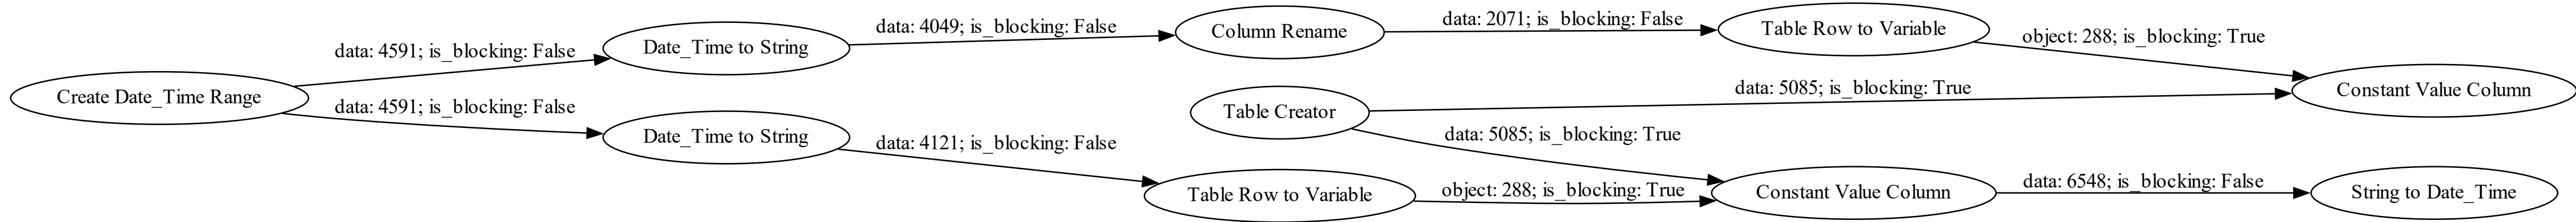 Create Date_Time Range
data: 4591; is_blocking: False
data: 4591; is_blocking: False
Date_Time to String
Date_Time to String
data: 4049; is_blocking: False
data: 4121; is_blocking: False
Column Rename
Table Creator
Table Row to Variable
data: 2071; is_blocking: False
data: 5085; is_blocking: True
data: 5085; is_blocking: True
object: 288; is_blocking: True
Table Row to Variable
Constant Value Column
object: 288; is_blocking: True
data: 6548; is_blocking: False
Constant Value Column
String to Date_Time